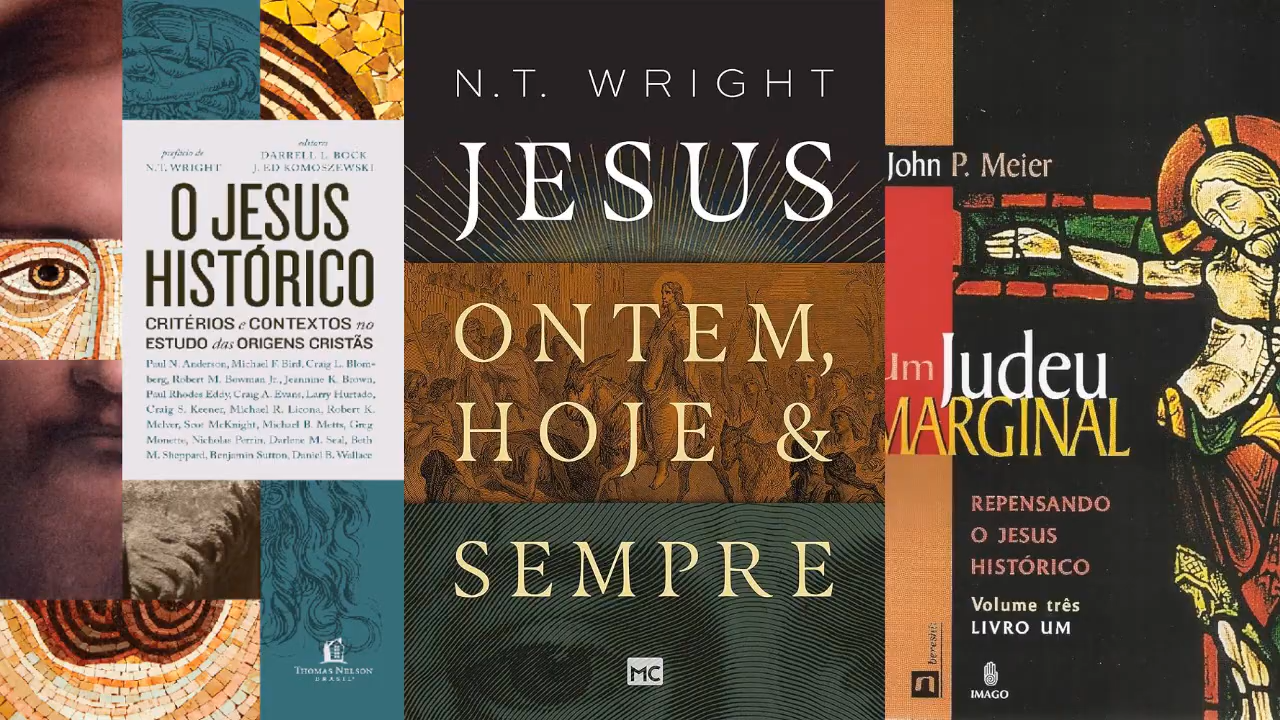 prefácio de
N.T. WRIGHT
editores
DARRELL L. BOCK
J. ED KOMOSZEWSKI
O JESUS
HISTÓRICO
CRITÉRIOS e CONTEXTOS no
ESTUDO das ORIGENS CRISTÃS
Paul N. Anderson, Michael F. Bird, Craig L. Blom-
berg, Robert M. Bowman Jr., Jeannine K. Brown,
Paul Rhodes Eddy, Craig A. Evans, Larry Hurtado,
Craig S. Keener, Michael R. Licona, Robert K.
McIver, Scot McKnight, Michael B. Metts, Greg
Monette, Nicholas Perrin, Darlene M. Seal, Beth
M. Sheppard, Benjamin Sutton, Daniel B. Wallace
THOMAS NELSON
BRASIL
N.T. WRIGHT
JESUS
ONTEM,
HOJE &
SEMPRE
MC
John P. Meier
Um Judeu
MARGINAL
REPENSANDO
O JESUS
HISTÓRICO
Volume três
LIVRO UM
bereshit
IMAGO